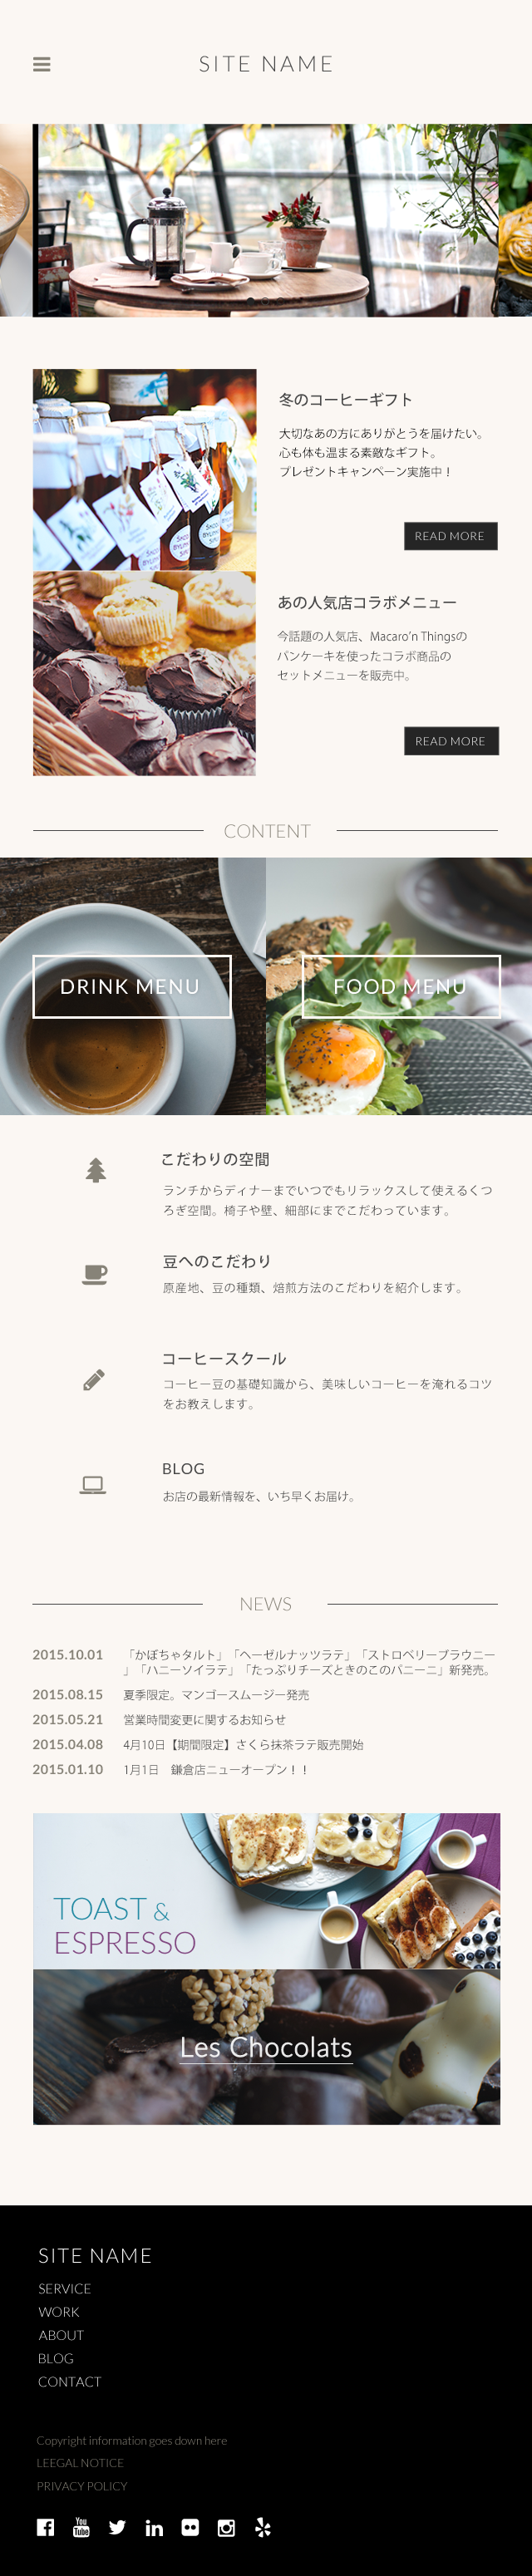 SITE NAME
冬のコーヒーギフト
大切なあの方にありがとうを届けたい。
心も体も温まる素敵なギフト。
プレゼントキャンペーン実施中！
READ MORE
あの人気店コラボメニュー
今話題の人気店、Macaro'n Thingsの
パンケーキを使ったコラボ商品の
セットメニューを販売中。
READ MORE
CONTENT
DRINK MENU
FOOD MENU
こだわりの空間
ランチからディナーまでいつでもリラックスして使えるくつ
ろぎ空間。椅子や壁、細部にまでこだわっています。
豆へのこだわり
原産地、豆の種類、焙煎方法のこだわりを紹介します。
コーヒースクール
コーヒー豆の基礎知識から、美味しいコーヒーを淹れるコツ
をお教えします。
BLOG
お店の最新情報を、いち早くお届け。
NEWS
2015.10.01 「かぼちゃタルト」「ヘーゼルナッツラテ」「ストロベリーブラウニー
」「ハニーソイラテ」「たっぷりチーズときのこのパニーニ」新発売。
2015.08.15 夏季限定。マンゴースムージー発売
2015.05.21 営業時間変更に関するお知らせ
2015.04.08 4月10日【期間限定】さくら抹茶ラテ販売開始
2015.01.10 1月1日　鎌倉店ニューオープン！！
TOAST &
ESPRESSO
Les Chocolats
SITE NAME
SERVICE
WORK
ABOUT
BLOG
CONTACT
Copyright information goes down here
LEEGAL NOTICE
PRIVACY POLICY
You Tube